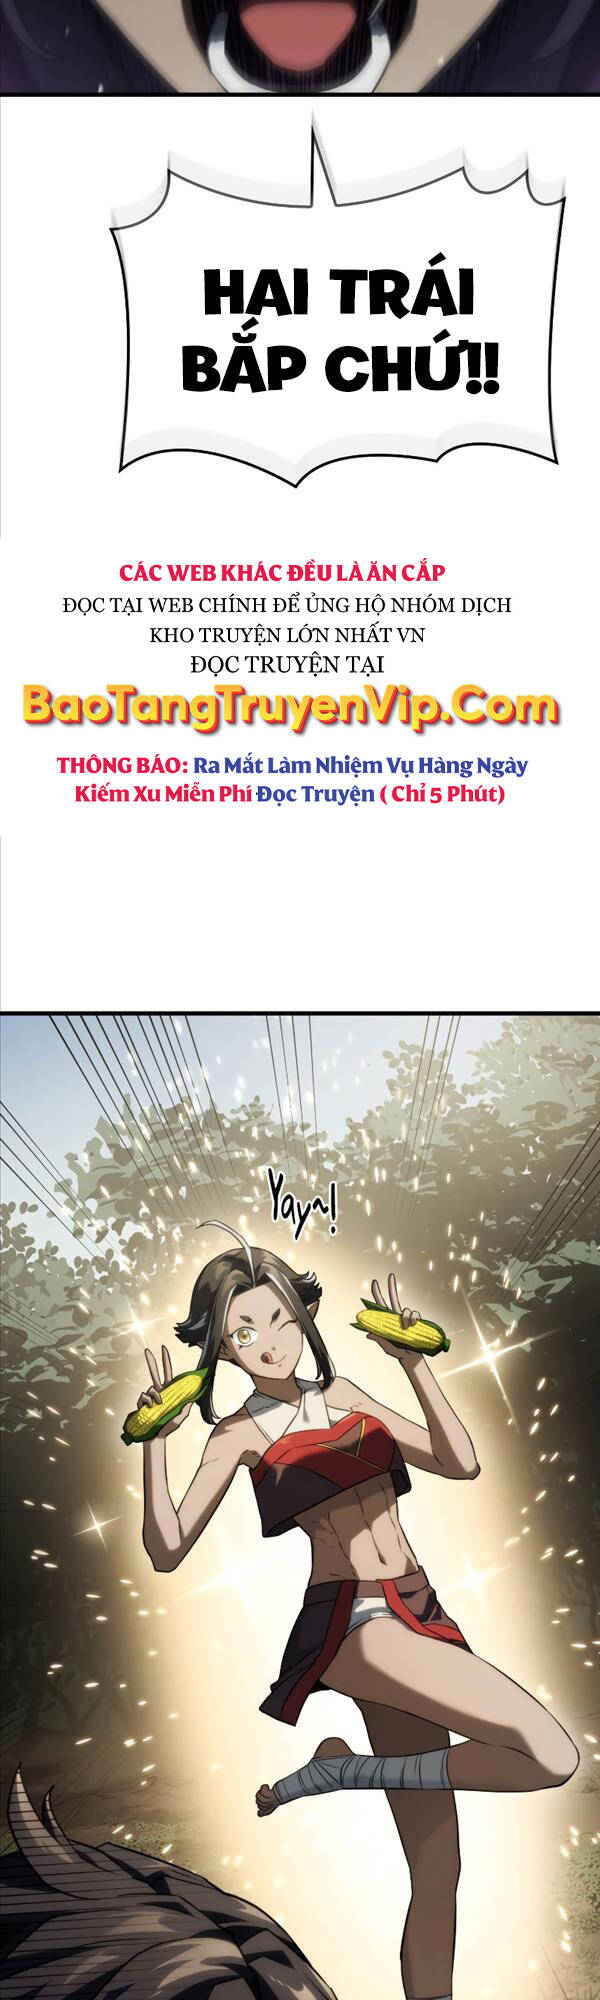 HAI TRÁI
BẮP CHỨ!!
CÁC WEB KHÁC ĐỀU LÀ ĂN CẮP
ĐỌC TẠI WEB CHÍNH ĐỂ ỦNG HỘ NHÓM DỊCH
KHO TRUYỆN LỚN NHẤT VN
ĐỌC TRUYỆN TẠI
BaoTangTruyenVip.Com
THÔNG BÁO: Ra Mắt Làm Nhiệm Vụ Hàng Ngày
Kiếm Xu Miễn Phí Đọc Truyện ( Chỉ 5 Phút)
Yay~!